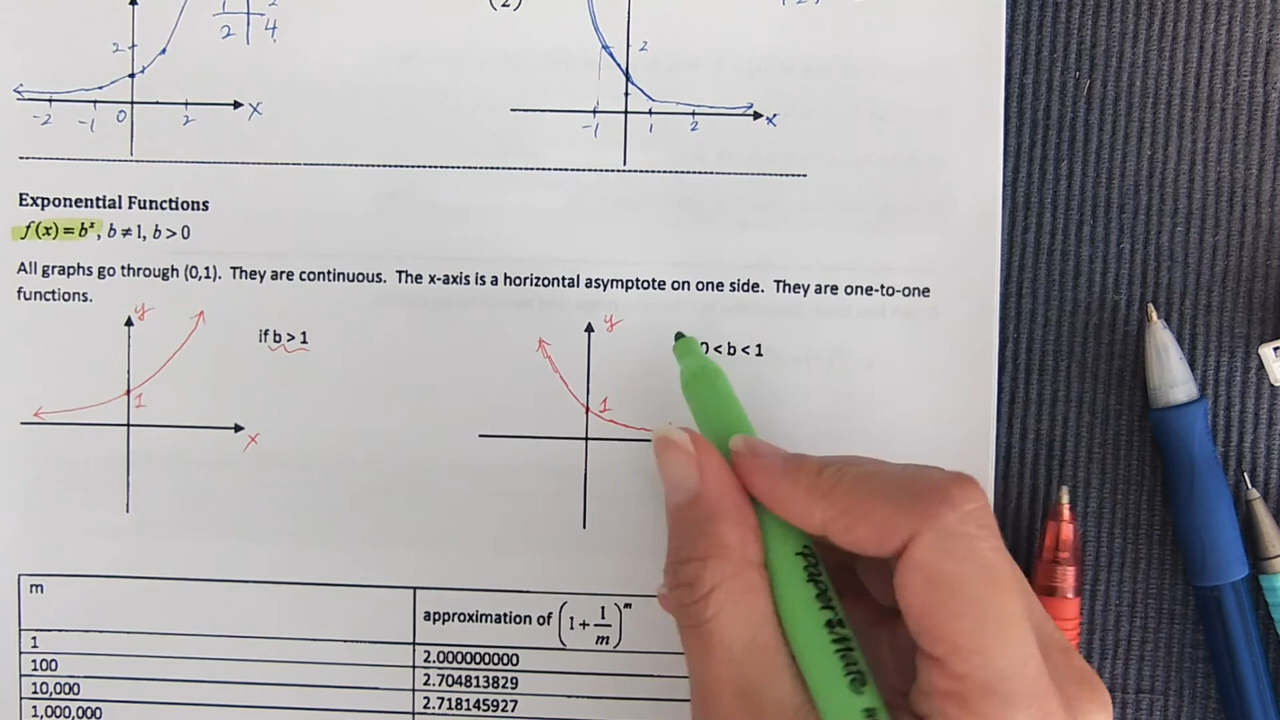 2
2 4
2
-2 -1 0 2 x
(2)
2
-1 1 2 x
Exponential Functions
f(x) = b^x, b ≠ 1, b > 0
All graphs go through (0,1). They are continuous. The x-axis is a horizontal asymptote on one side. They are one-to-one
functions.
y
if b > 1
1
x
y
0 < b < 1
1
m
approximation of (1 + 1/m)^m
1
2.000000000
100
2.704813829
10,000
2.718145927
1,000,000
PAPER MATE